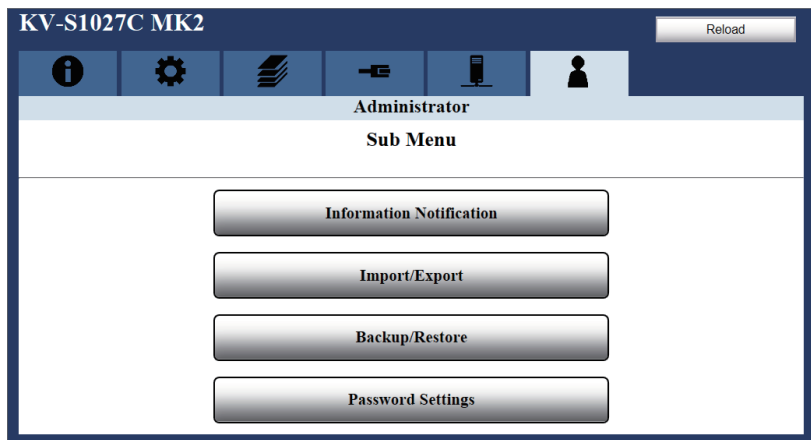 KV-S1027C MK2
Reload
Administrator
Sub Menu
Information Notification
Import/Export
Backup/Restore
Password Settings